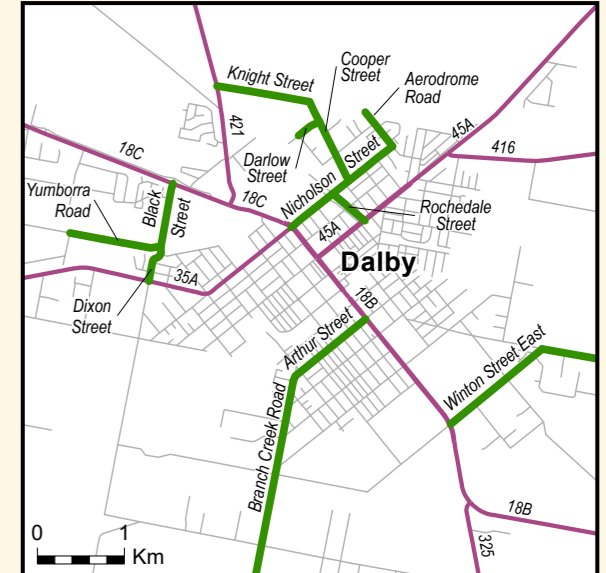 Knight Street
Cooper
Street
Aerodrome
Road
421
45A
416
18C
Darlow
Street
Nicholson Street
Yumborra
Road
Black
Street
18C
Rochedale
Street
45A
Dalby
35A
Dixon
Street
18B
Arthur Street
Winton Street East
Branch Creek Road
18B
325
0 1
Km